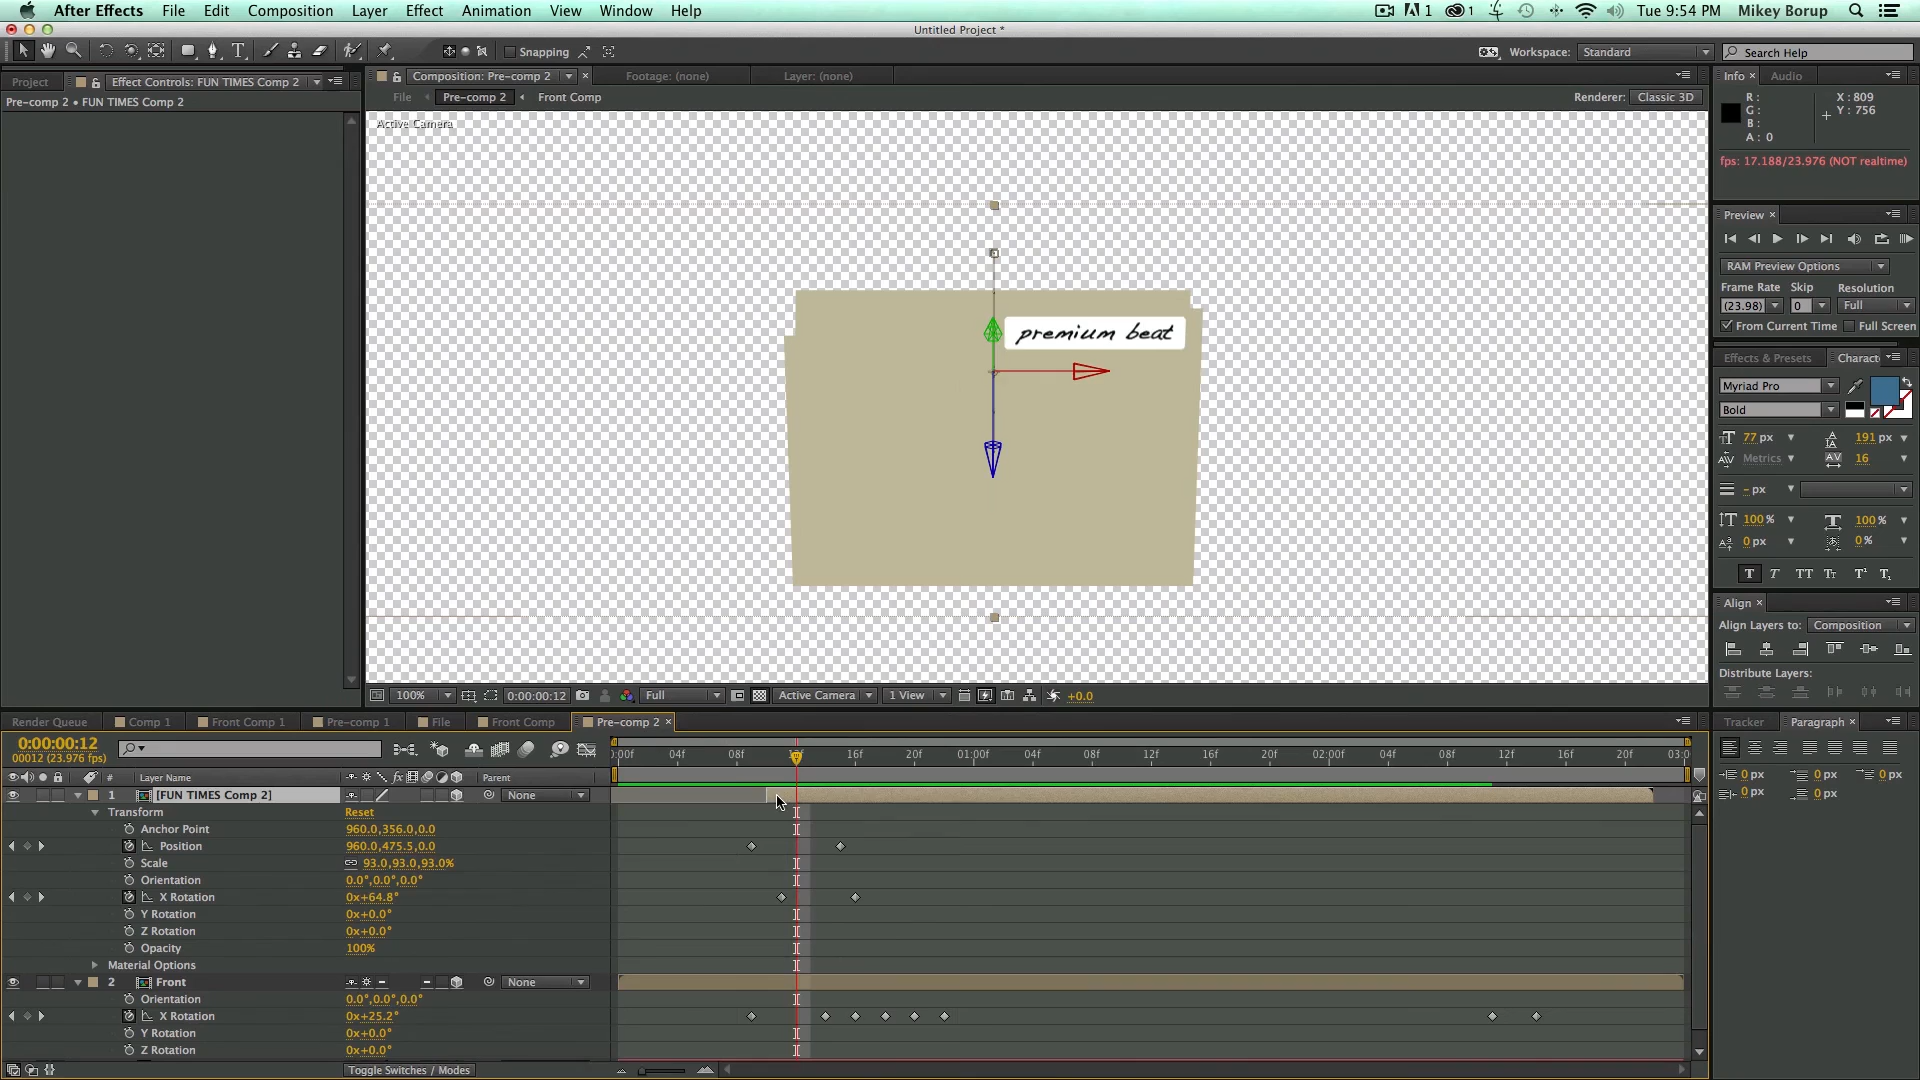 After Effects File Edit Composition Layer Effect Animation View Window Help
1 1 Tue 9:54 PM Mikey Borup
Untitled Project *
Snapping
Workspace: Standard Search Help
Project Effect Controls: FUN TIMES Comp 2
Composition: Pre-comp 2 Footage: (none) Layer: (none)
Info Audio
Pre-comp 2 • FUN TIMES Comp 2
File Pre-comp 2 Front Comp
Renderer: Classic 3D
R: X: 809
G: Y: 756
B:
A: 0
Active Camera
fps: 17.188/23.976 (NOT realtime)
Preview
RAM Preview Options
Frame Rate Skip Resolution
(23.98) 0 Full
From Current Time Full Screen
premium beat
Effects & Presets Charact
Myriad Pro
Bold
77 px 191 px
Metrics 16
- px
100 % 100 %
0 px 0 %
T T TT Tt T¹ T₁
Align
Align Layers to: Composition
Distribute Layers:
100% 0:00:00:12 Full Active Camera 1 View +0.0
Render Queue Comp 1 Front Comp 1 Pre-comp 1 File Front Comp Pre-comp 2
Tracker Paragraph
0:00:00:12
00012 (23.976 fps)
:00f 04f 08f 12f 16f 20f 01:00f 04f 08f 12f 16f 20f 02:00f 04f 08f 12f 16f 20f 03:0
# Layer Name fx Parent
0 px 0 px 0 px
0 px 0 px
1 [FUN TIMES Comp 2] None
Transform Reset
Anchor Point 960.0,356.0,0.0
Position 960.0,475.5,0.0
Scale 93.0,93.0,93.0%
Orientation 0.0°,0.0°,0.0°
X Rotation 0x+64.8°
Y Rotation 0x+0.0°
Z Rotation 0x+0.0°
Opacity 100%
Material Options
2 Front None
Orientation 0.0°,0.0°,0.0°
X Rotation 0x+25.2°
Y Rotation 0x+0.0°
Z Rotation 0x+0.0°
Toggle Switches / Modes